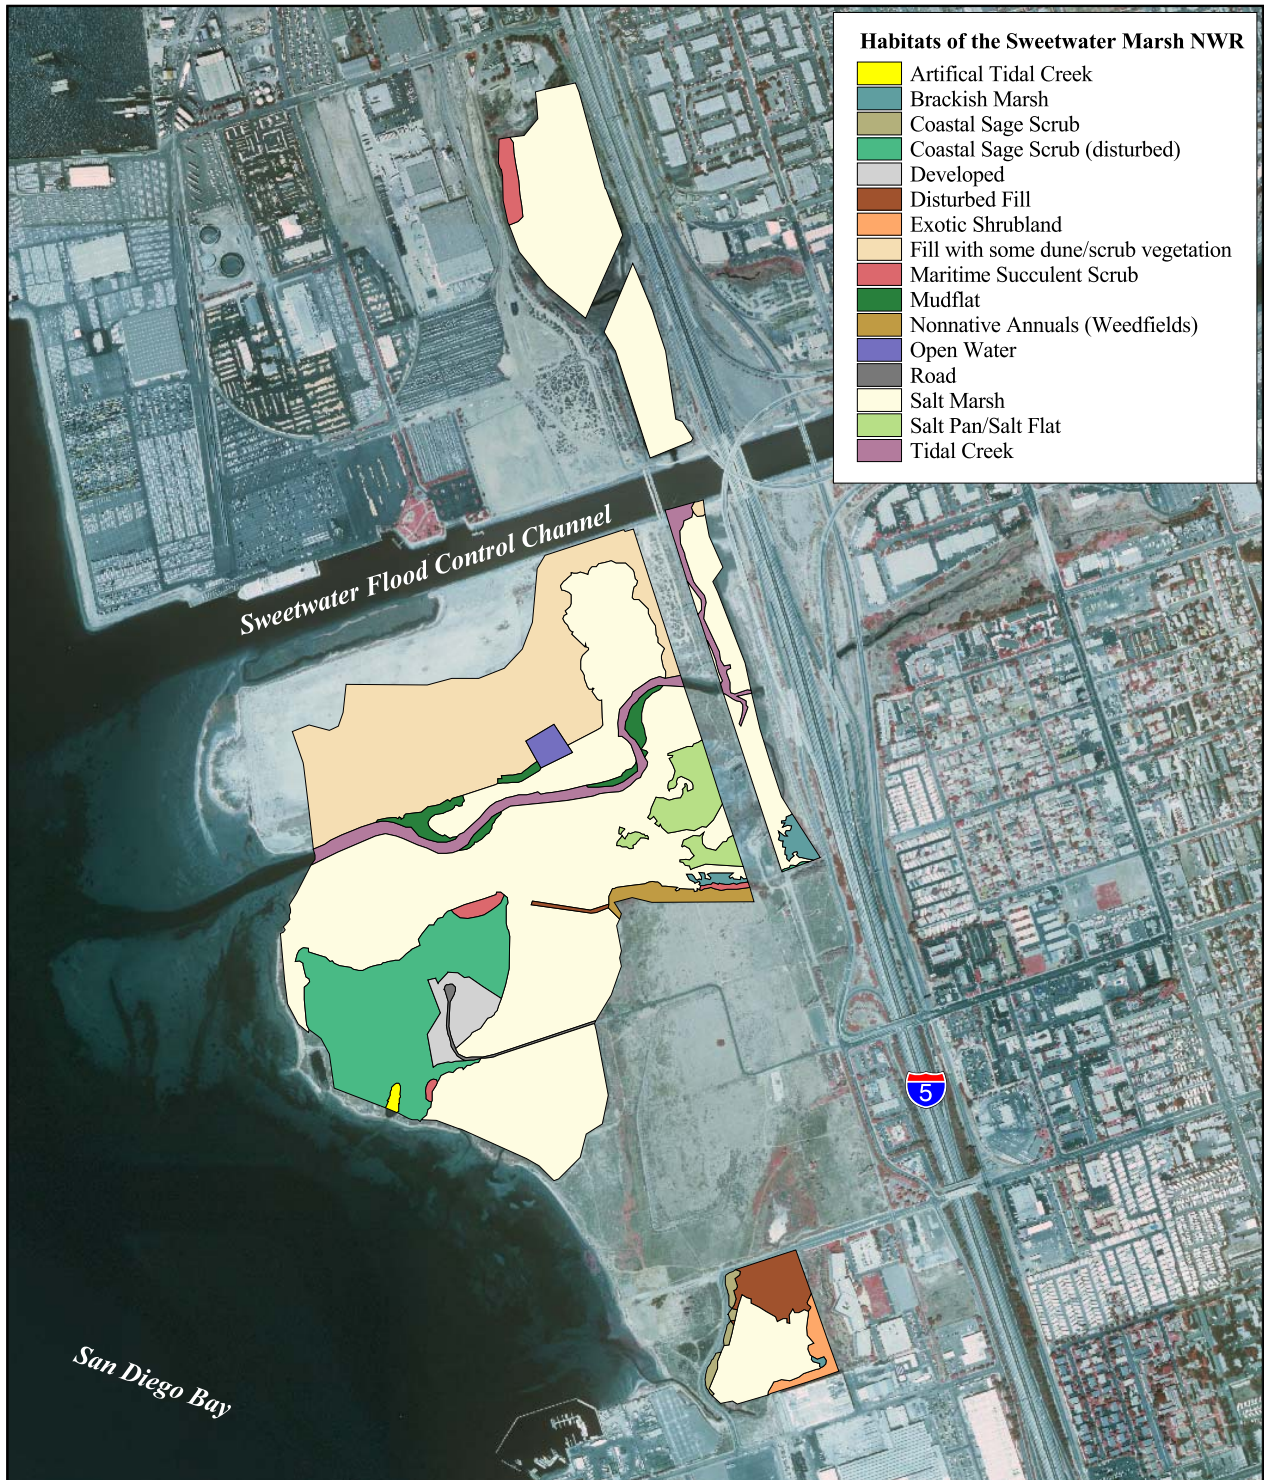 Habitats of the Sweetwater Marsh NWR
Artifical Tidal Creek
Brackish Marsh
Coastal Sage Scrub
Coastal Sage Scrub (disturbed)
Developed
Disturbed Fill
Exotic Shrubland
Fill with some dune/scrub vegetation
Maritime Succulent Scrub
Mudflat
Nonnative Annuals (Weedfields)
Open Water
Road
Salt Marsh
Salt Pan/Salt Flat
Tidal Creek
Sweetwater Flood Control Channel
5
San Diego Bay